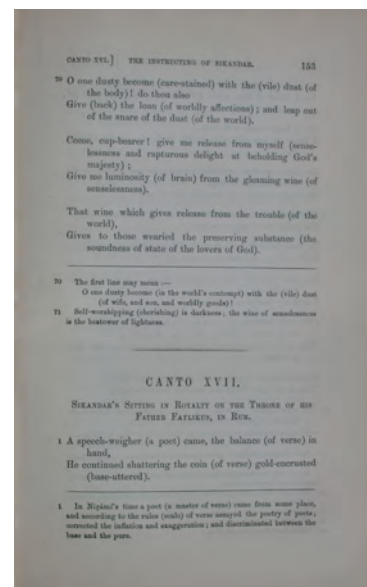 CANTO XVI.] THE INSTRUCTING OF SIKANDAR. 153
70 O one dusty become (care-stained) with the (vile) dust (of
the body)! do thou also
Give (back) the loan (of worldly affections); and leap out
of the snare of the dust (of the world).
Come, cup-bearer! give me release from myself (sense-
lessness and rapturous delight at beholding God's
majesty);
Give me luminosity (of brain) from the gleaming wine (of
senselessness).
That wine which gives release from the trouble (of the
world),
Gives to those wearied the preserving substance (the
soundness of state of the lovers of God).
70 The first line may mean :—
O one dusty become (in the world's contempt) with the (vile) dust
(of wife, and son, and worldly goods)!
71 Self-worshipping (cherishing) is darkness; the wine of senselessness
is the bestower of lightness.
CANTO XVII.
SIKANDAR'S SITTING IN ROYALTY ON THE THRONE OF HIS
FATHER FAILIKUS, IN RUM.
1 A speech-weigher (a poet) came, the balance (of verse) in
hand,
He continued shattering the coin (of verse) gold-encrusted
(base-uttered).
1 In Nizāmī's time a poet (a master of verse) came from some place,
and according to the rules (scale) of verse assayed the poetry of poets;
corrected the inflation and exaggeration; and discriminated between the
base and the pure.